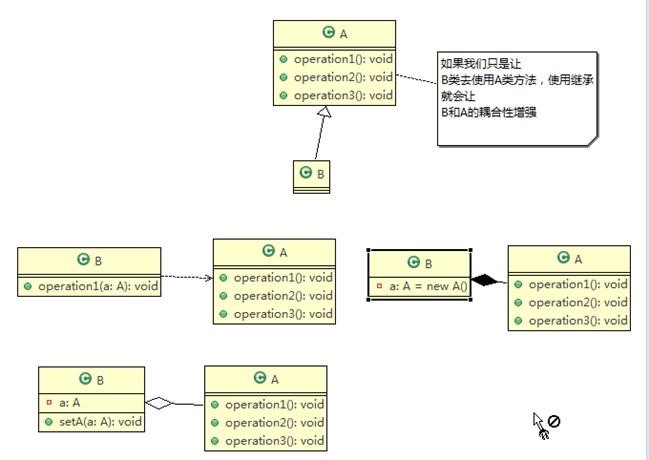 C A
operation1(): void
operation2(): void
operation3(): void
如果我们只是让
B类去使用A类方法，使用继承
就会让
B和A的耦合性增强
C B
C B
operation1(a: A): void
C A
operation1(): void
operation2(): void
operation3(): void
C B
a: A = new A()
C A
operation1(): void
operation2(): void
operation3(): void
C B
a: A
setA(a: A): void
C A
operation1(): void
operation2(): void
operation3(): void